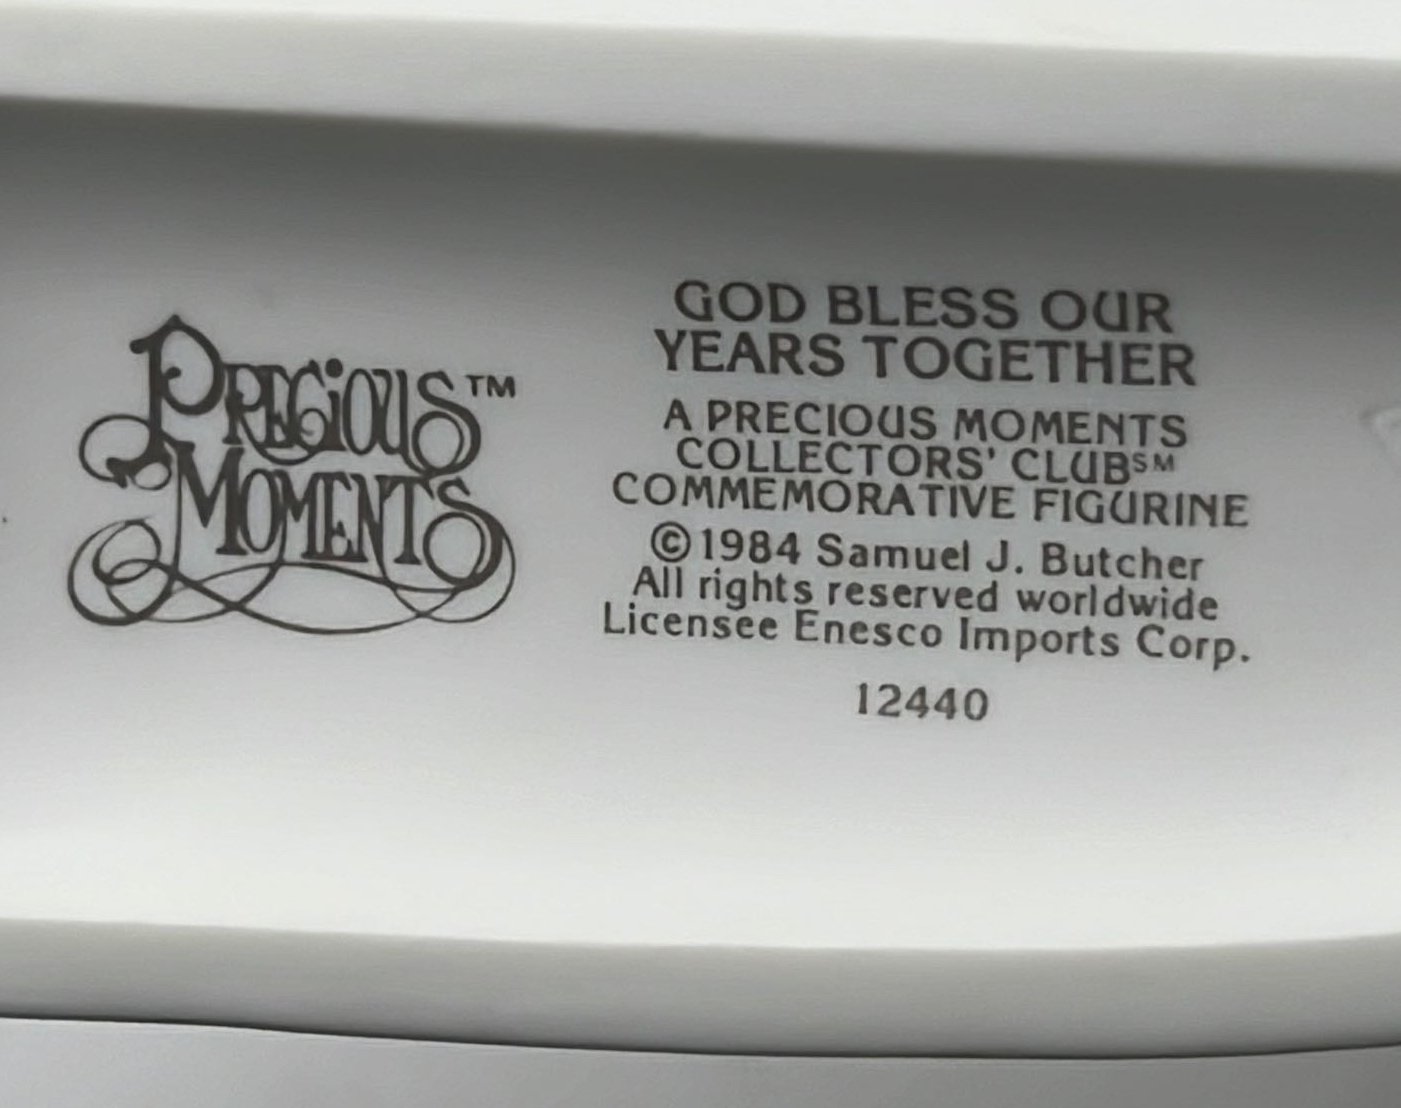 PRECiOUS™
MOMENTS
GOD BLESS OUR
YEARS TOGETHER
A PRECIOUS MOMENTS
COLLECTORS' CLUB℠
COMMEMORATIVE FIGURINE
©1984 Samuel J. Butcher
All rights reserved worldwide
Licensee Enesco Imports Corp.
12440